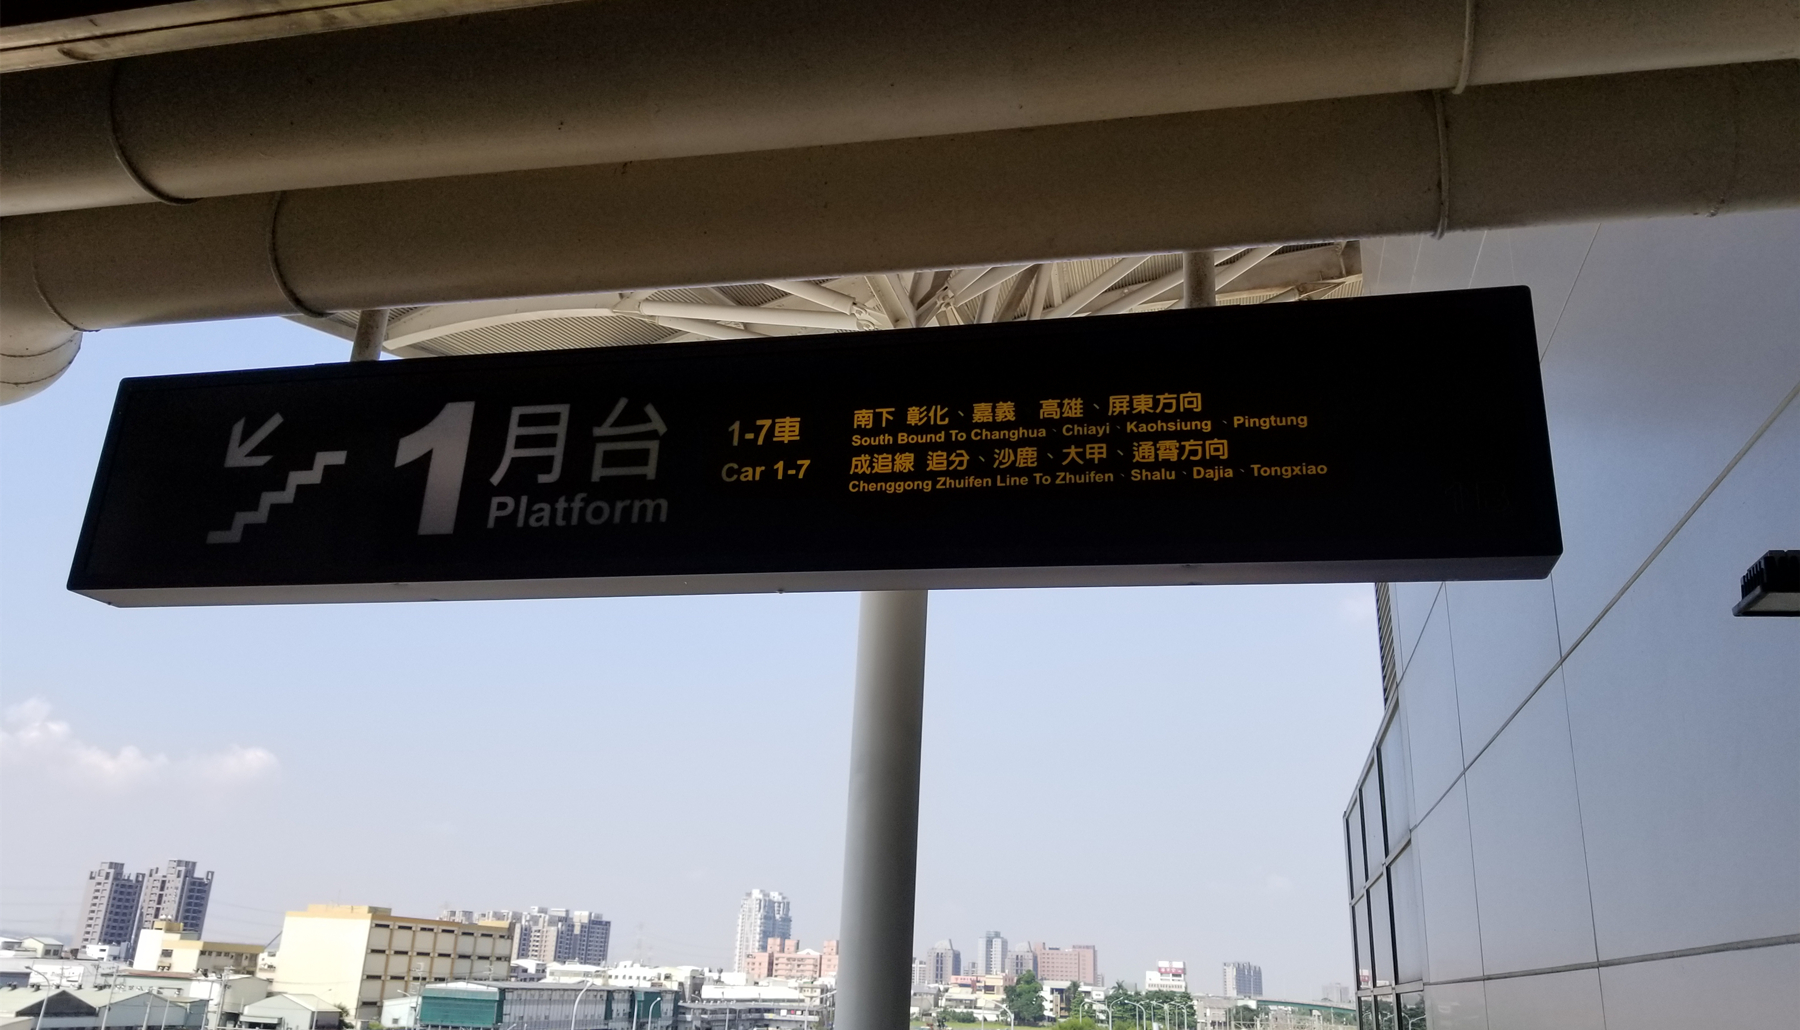 1月台
Platform
1-7車
Car 1-7
南下 彰化、嘉義 高雄、屏東方向
South Bound To Changhua、Chiayi、Kaohsiung、Pingtung
成追線 追分、沙鹿、大甲、通霄方向
Chenggong Zhuifen Line To Zhuifen、Shalu、Dajia、Tongxiao